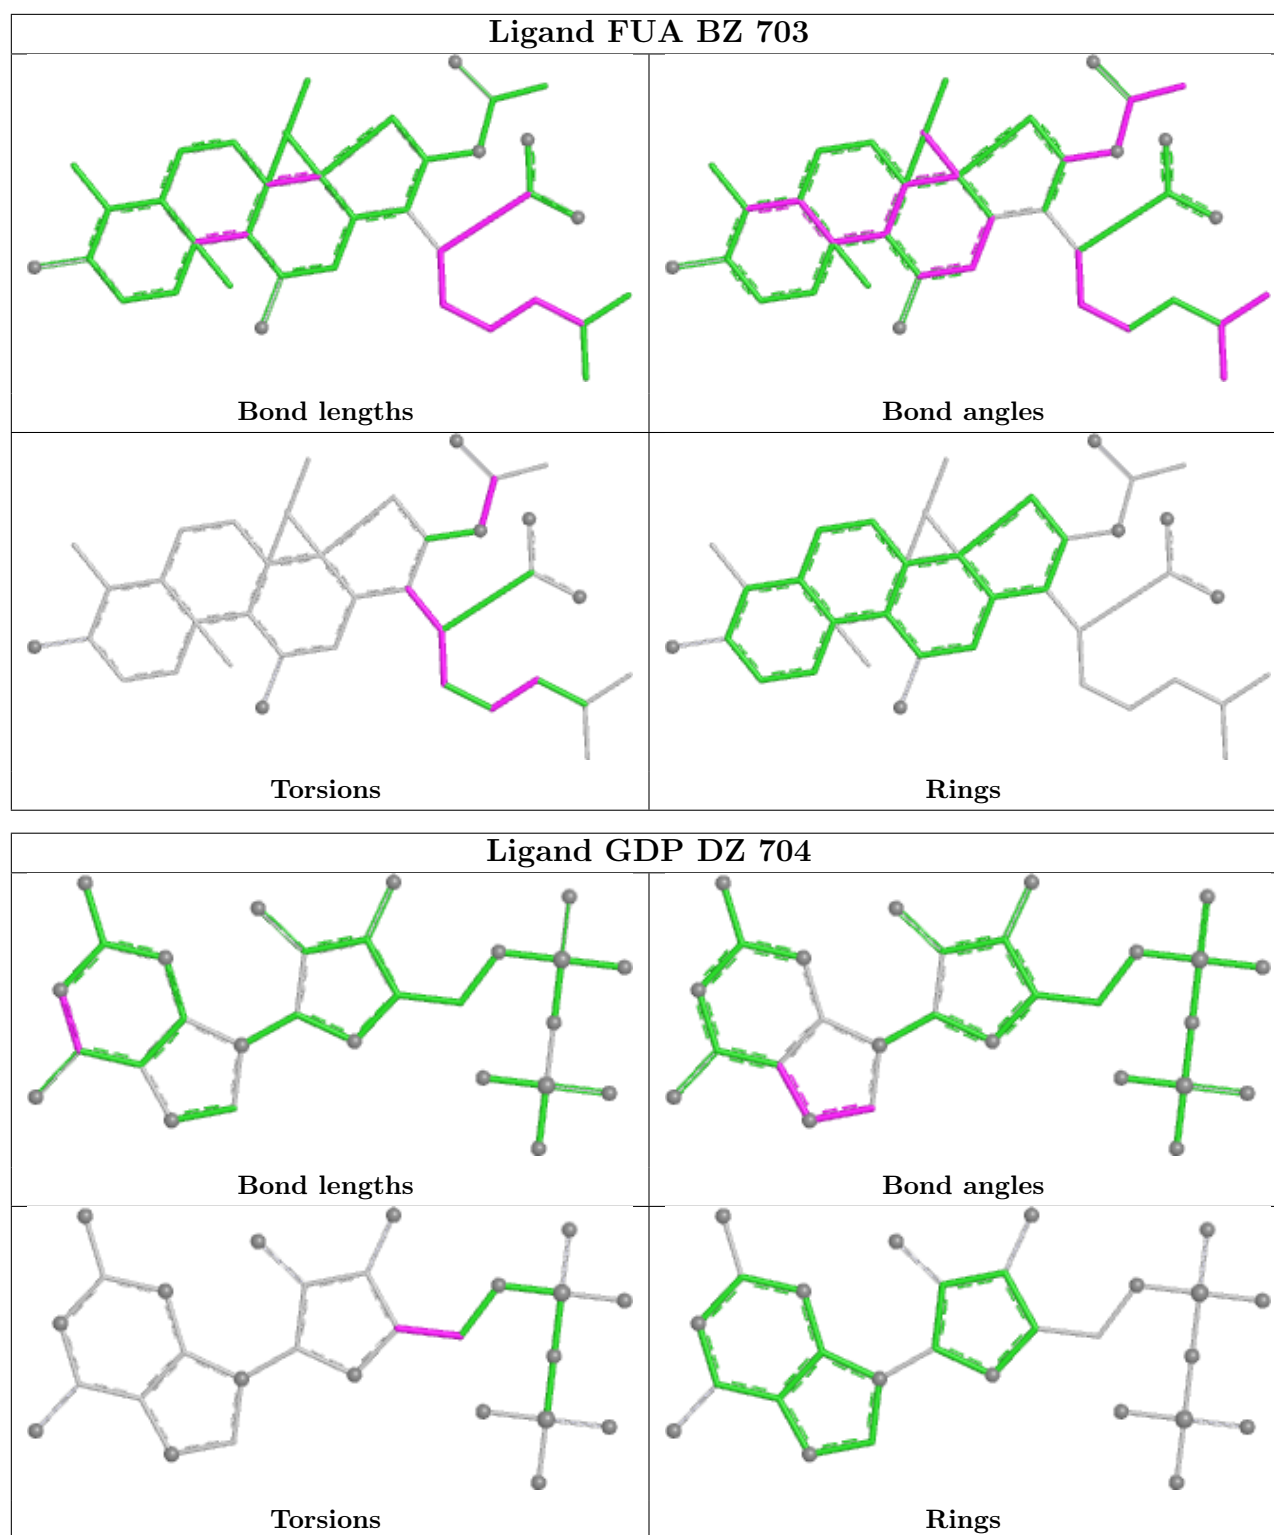 Ligand FUA BZ 703
Bond lengths
Bond angles
Torsions
Rings
Ligand GDP DZ 704
Bond lengths
Bond angles
Torsions
Rings